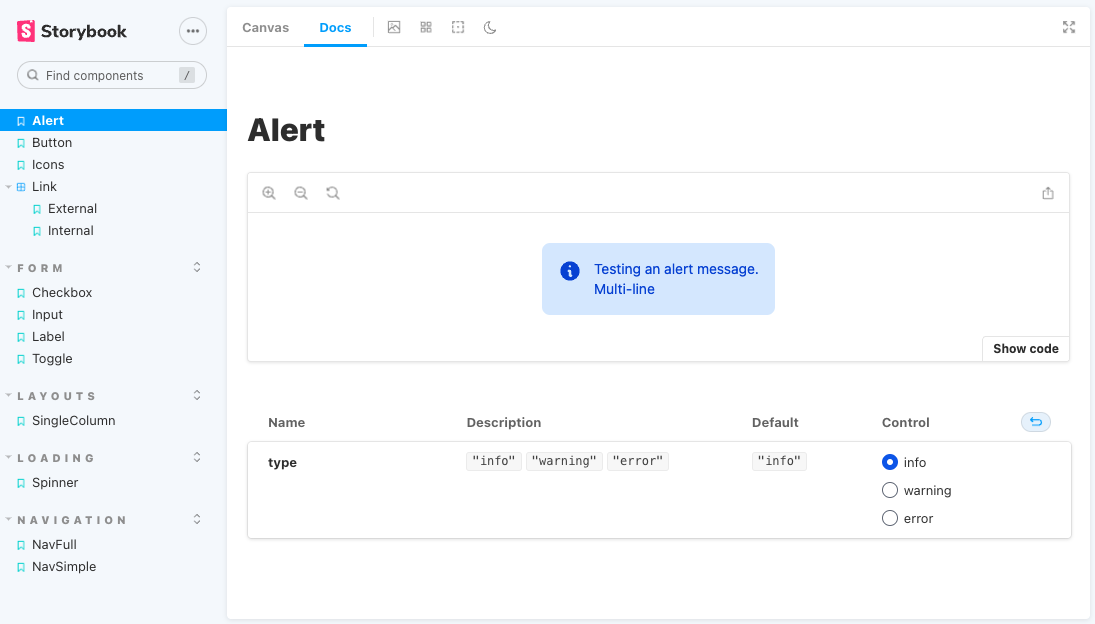 Storybook
Find components /
Alert
Button
Icons
Link
External
Internal
FORM
Checkbox
Input
Label
Toggle
LAYOUTS
SingleColumn
LOADING
Spinner
NAVIGATION
NavFull
NavSimple
Canvas Docs
Alert
Testing an alert message.
Multi-line
Show code
Name Description Default Control
type "info" "warning" "error" "info" info
warning
error